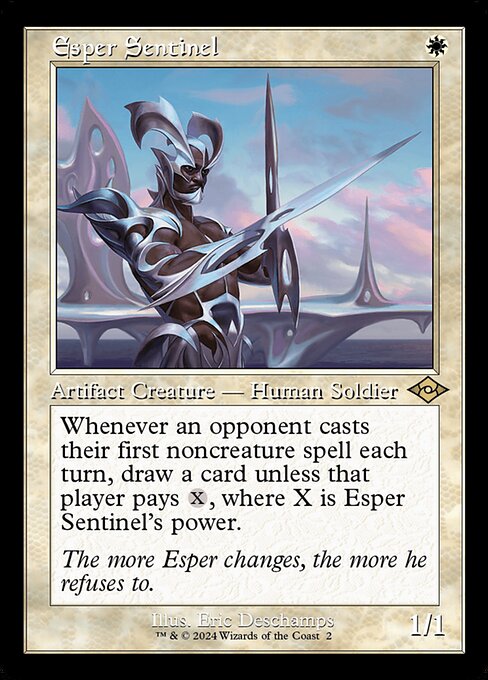 Esper Sentinel
Artifact Creature — Human Soldier
Whenever an opponent casts
their first noncreature spell each
turn, draw a card unless that
player pays X, where X is Esper
Sentinel's power.
The more Esper changes, the more he
refuses to.
Illus. Eric Deschamps
™ & © 2024 Wizards of the Coast 2
1/1